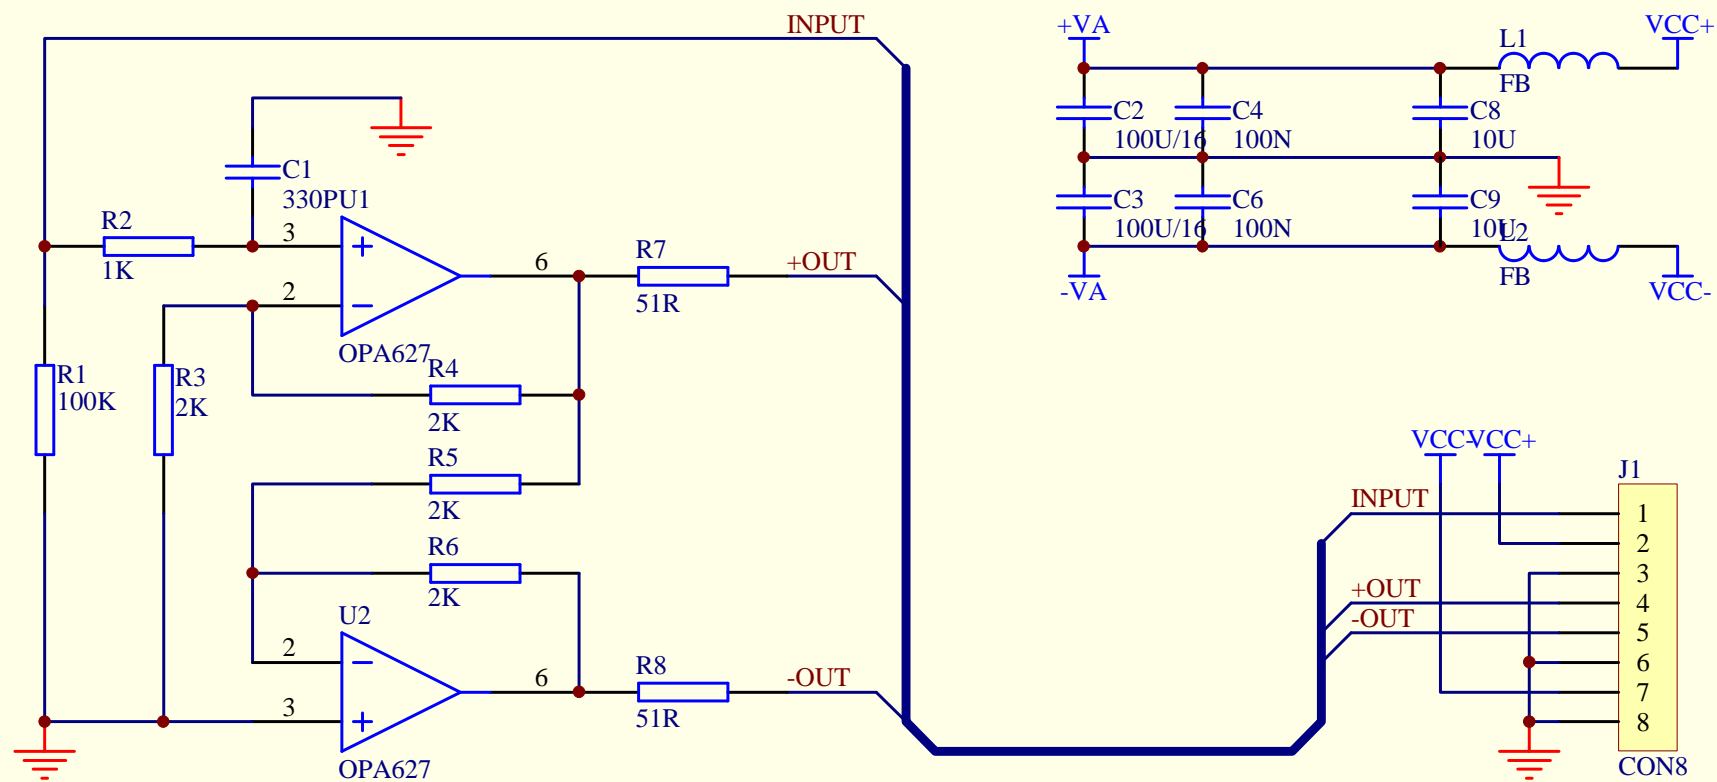 INPUT
+VA
L1
FB
VCC+
C2
100U/16
C4
100N
C8
10U
C1
330PU1
R2
1K
3
2
6
OPA627
R7
51R
+OUT
C3
100U/16
C6
100N
C9
10U
L2
FB
-VA
VCC-
R1
100K
R3
2K
R4
2K
R5
2K
R6
2K
U2
2
3
6
OPA627
R8
51R
-OUT
VCC-
VCC+
J1
INPUT
+OUT
-OUT
1
2
3
4
5
6
7
8
CON8